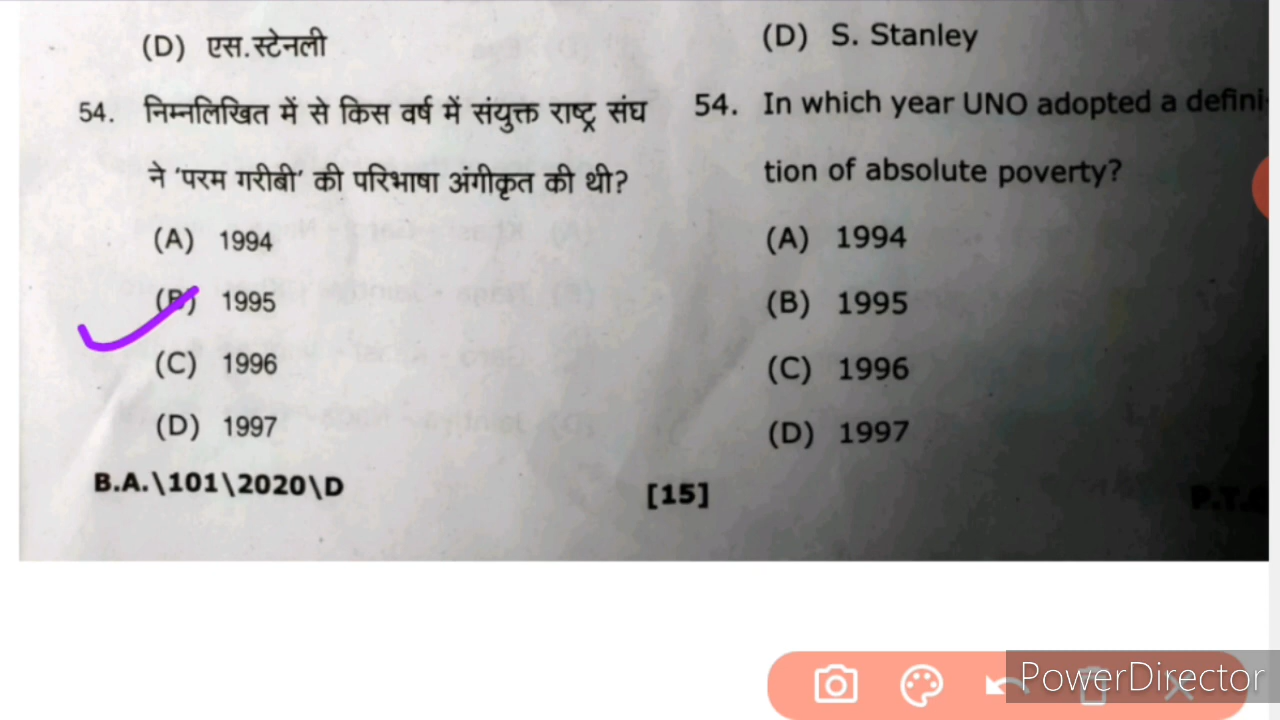 (D) एस.स्टेनली
54. निम्नलिखित में से किस वर्ष में संयुक्त राष्ट्र संघ
ने 'परम गरीबी' की परिभाषा अंगीकृत की थी?
(A) 1994
(B) 1995
(C) 1996
(D) 1997
(D) S. Stanley
54. In which year UNO adopted a defini-
tion of absolute poverty?
(A) 1994
(B) 1995
(C) 1996
(D) 1997
B.A.\101\2020\D
[15]
PowerDirector